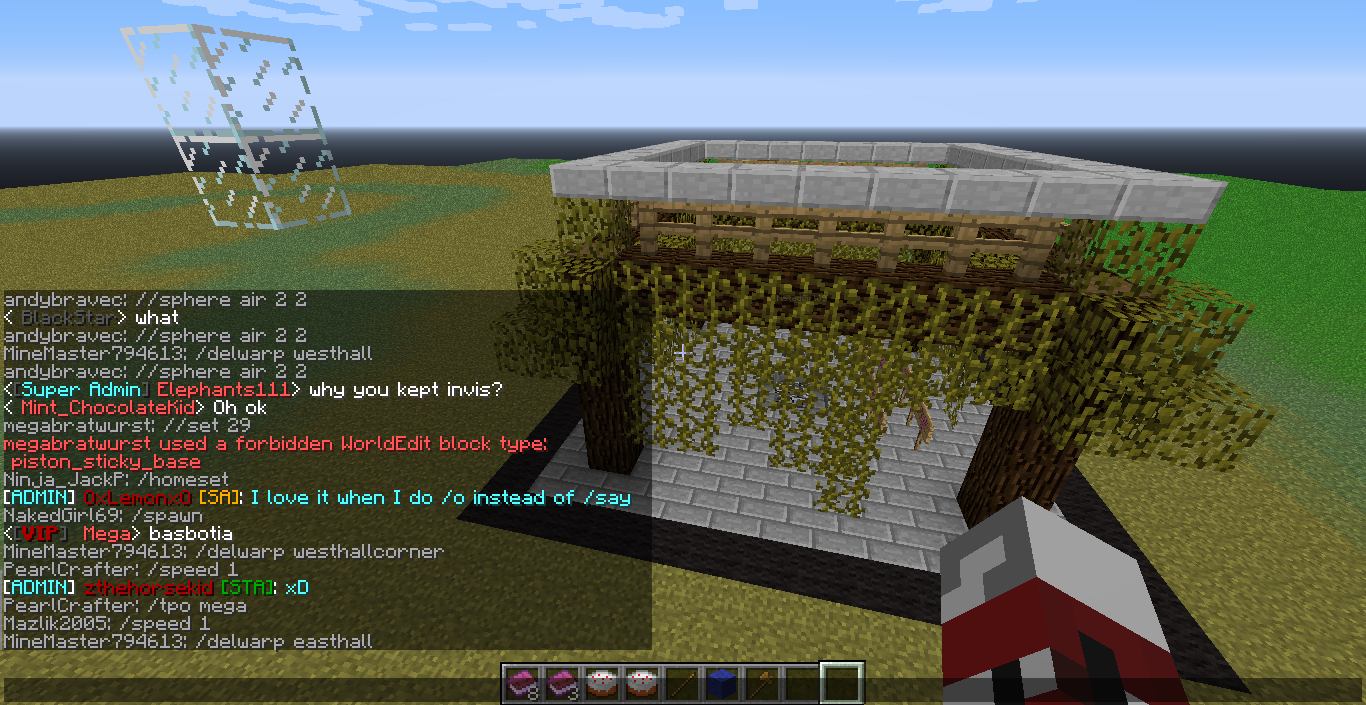 andybravec: //sphere air 2 2
< BlackStar> what
andybravec: //sphere air 2 2
MineMaster794613: /delwarp westhall
andybravec: //sphere air 2 2
<[Super Admin] Elephants111> why you kept invis?
< Mint_ChocolateKid> Oh ok
megabratwurst: //set 29
megabratwurst used a forbidden WorldEdit block type:
piston_sticky_base
Ninja_JackP: /homeset
[ADMIN] 0xLemonx0 [SA]: I love it when I do /o instead of /say
NakedGirl69: /spawn
<[VIP] Mega> basbotia
MineMaster794613: /delwarp westhallcorner
PearlCrafter: /speed 1
[ADMIN] zthehorsekid [STA]: xD
PearlCrafter: /tpo mega
Mazlik2005: /speed 1
MineMaster794613: /delwarp easthall
8 3